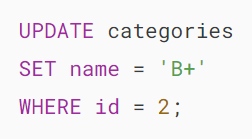 UPDATE categories
SET name = 'B+'
WHERE id = 2;